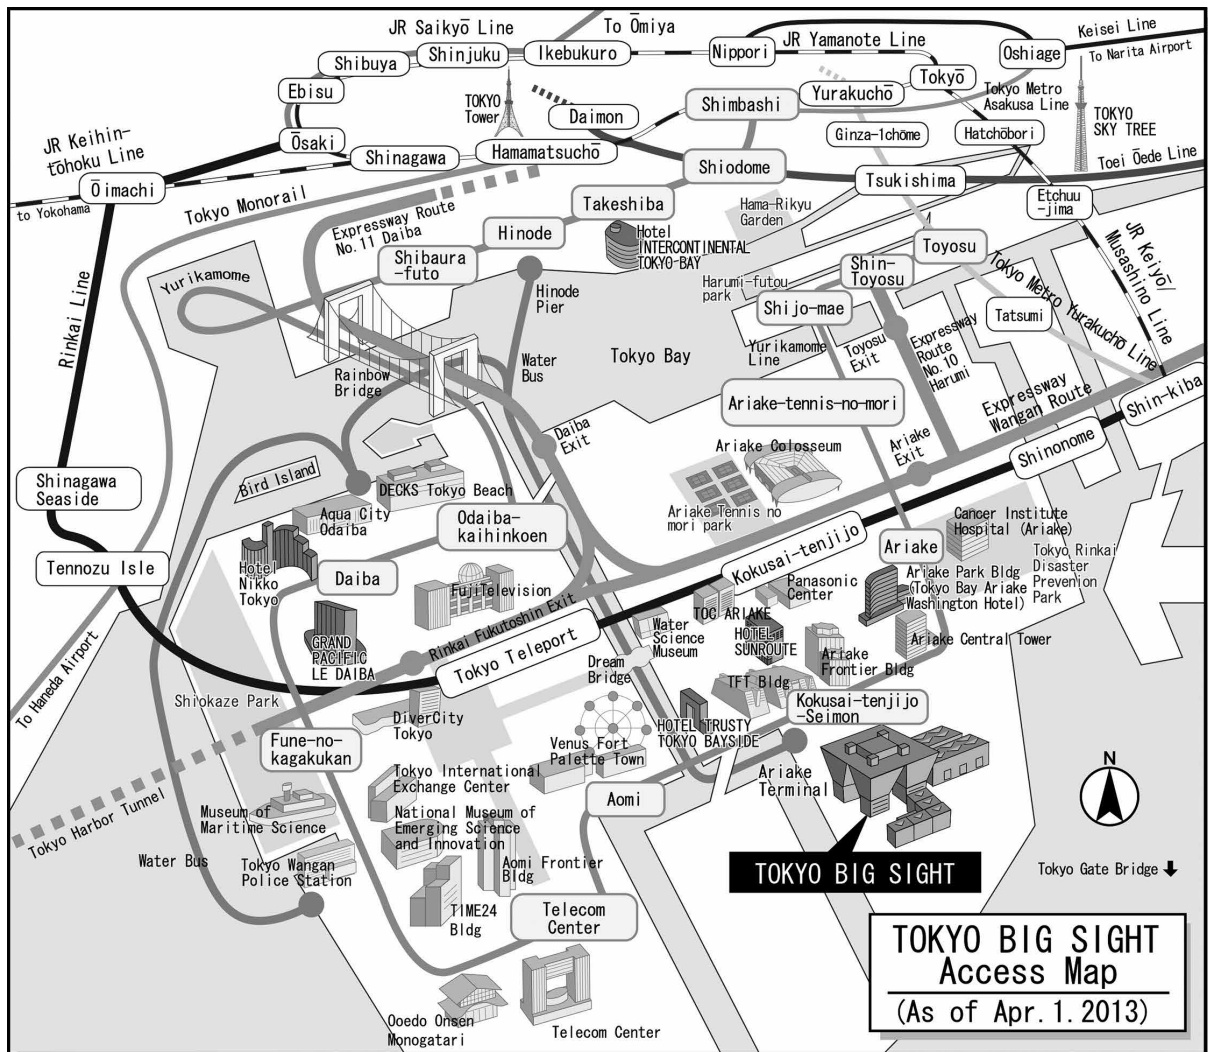 JR Saikyō Line
To Ōmiya
Shibuya
Shinjuku
Ikebukuro
Nippori
JR Yamanote Line
Oshiage
Keisei Line
To Narita Airport
Ebisu
TOKYO
Tower
Daimon
Shimbashi
Yurakuchō
Tokyō
Tokyo Metro
Asakusa Line
TOKYO
SKY TREE
JR Keihin-
tōhoku Line
Ōsaki
Shinagawa
Hamamatsuchō
Ginza-1chōme
Hatchōbori
Toei Ōede Line
Ōimachi
to Yokohama
Tokyo Monorail
Shiodome
Tsukishima
Etchuu
-jima
Expressway Route
No.11 Daiba
Takeshiba
Hama-Rikyu
Garden
Hinode
Hotel
INTERCONTINENTAL
TOKYO BAY
Shibaura
-futo
Toyosu
Shin-
Toyosu
Harumi-futou
park
JR Keiyō/
Musashino Line
Rinkai Line
Yurikamome
Hinode
Pier
Shijo-mae
Tokyo Metro Yurakuchō Line
Tatsumi
Yurikamome
Line
Toyosu
Exit
Expressway
Route
No.10
Harumi
Rainbow
Bridge
Water
Bus
Tokyo Bay
Ariake-tennis-no-mori
Expressway
Wangan Route
Shin-kiba
Daiba
Exit
Ariake Colosseum
Ariake
Exit
Shinonome
Shinagawa
Seaside
Bird Island
DECKS Tokyo Beach
Aqua City
Odaiba
Odaiba-
kaihinkoen
Ariake Tennis no
mori park
Kokusai-tenjijo
Ariake
Cancer Institute
Hospital (Ariake)
Tokyo Rinkai
Disaster
Prevenion
Park
Tennozu Isle
Hotel
Nikko
Tokyo
Daiba
FujiTelevision
Panasonic
Center
Ariake Park Bldg
(Tokyo Bay Ariake
Washington Hotel)
TOC ARIAKE
GRAND
PACIFIC
LE DAIBA
Rinkai Fukutoshin Exit
Tokyo Teleport
Water
Science
Museum
HOTEL
SUNROUTE
Ariake Central Tower
Ariake
Frontier Bldg
To Haneda Airport
Shiokaze Park
Dream
Bridge
TFT Bldg
DiverCity
Tokyo
HOTEL TRUSTY
TOKYO BAYSIDE
Kokusai-tenjijo
-Seimon
Fune-no-
kagakukan
Venus Fort
Palette Town
Tokyo International
Exchange Center
Ariake
Terminal
N
Tokyo Harbor Tunnel
Museum of
Maritime Science
National Museum of
Emerging Science
and Innovation
Aomi
Water Bus
Tokyo Wangan
Police Station
Aomi Frontier
Bldg
TOKYO BIG SIGHT
Tokyo Gate Bridge
TIME24
Bldg
Telecom
Center
TOKYO BIG SIGHT
Access Map
(As of Apr.1.2013)
Ooedo Onsen
Monogatari
Telecom Center